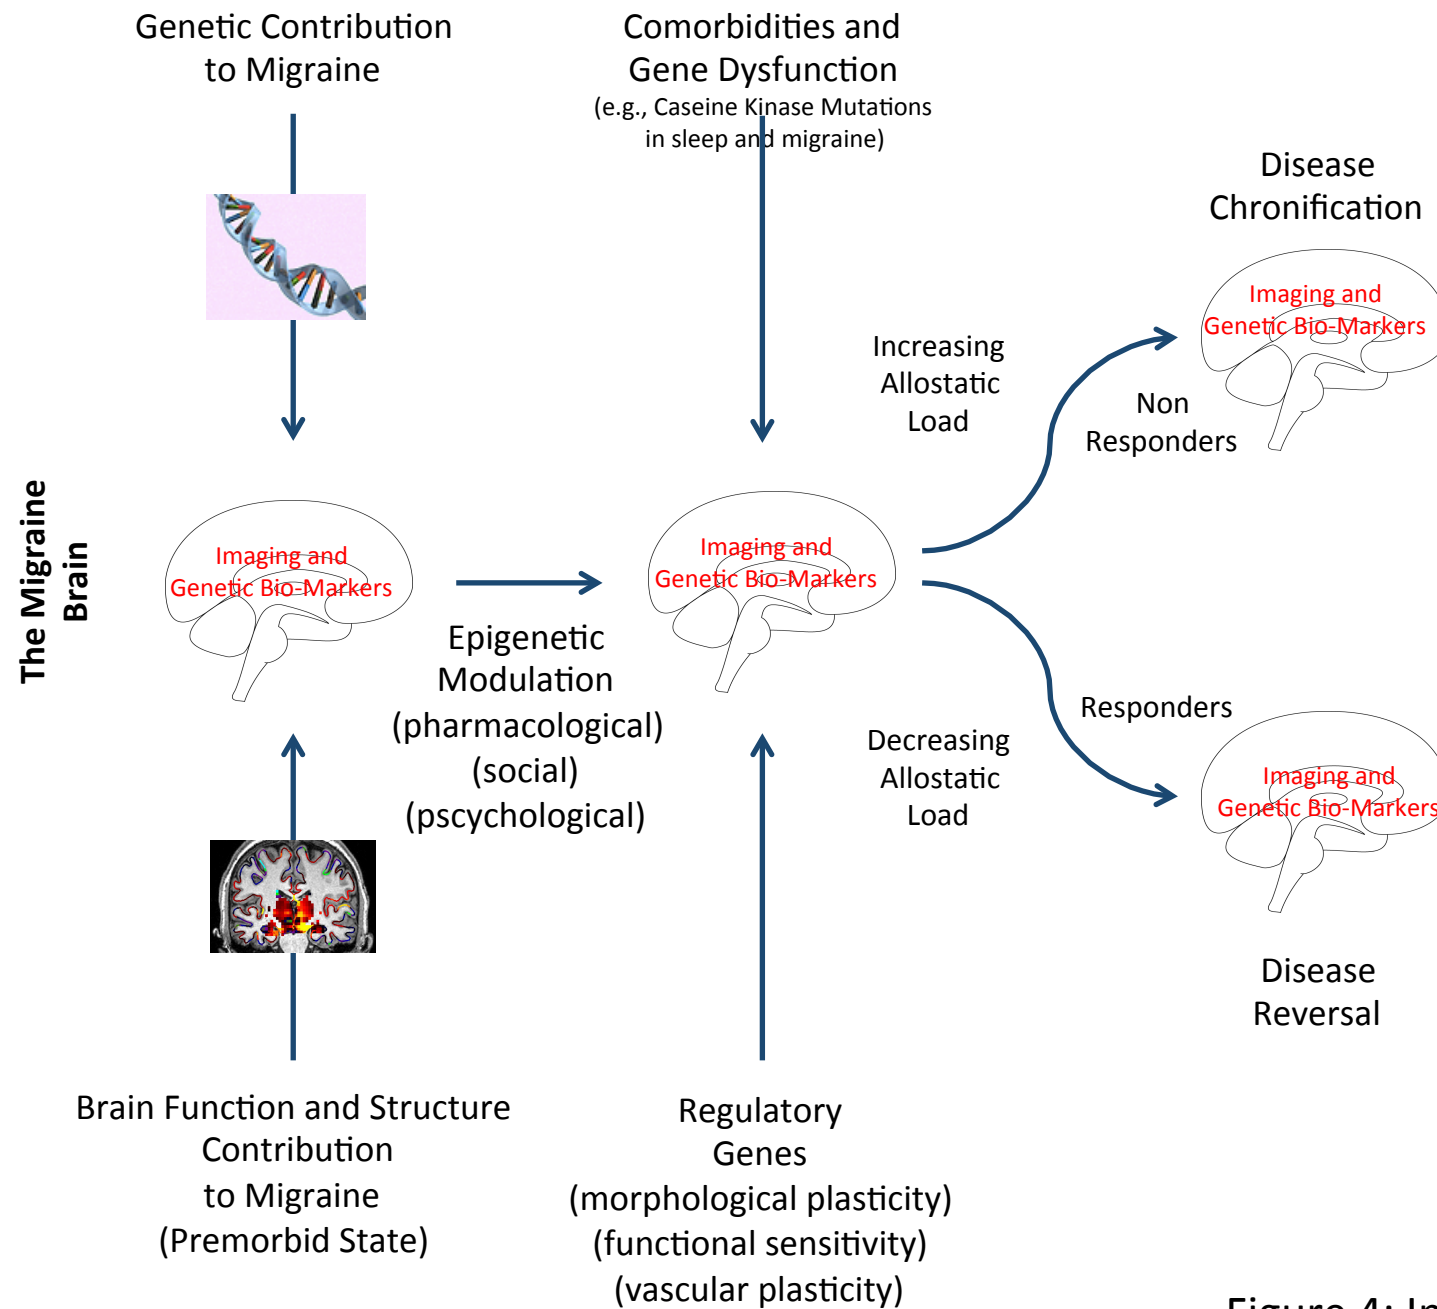 Genetic Contribution
to Migraine
Comorbidities and
Gene Dysfunction
(e.g., Caseine Kinase Mutations
in sleep and migraine)
Disease
Chronification
Imaging and
Genetic Bio-Markers
Increasing
Allostatic
Load
Non
Responders
The Migraine
Brain
Imaging and
Genetic Bio-Markers
Imaging and
Genetic Bio-Markers
Epigenetic
Modulation
(pharmacological)
(social)
(pscychological)
Responders
Decreasing
Allostatic
Load
Imaging and
Genetic Bio-Markers
Disease
Reversal
Brain Function and Structure
Contribution
to Migraine
(Premorbid State)
Regulatory
Genes
(morphological plasticity)
(functional sensitivity)
(vascular plasticity)
Figure 4: